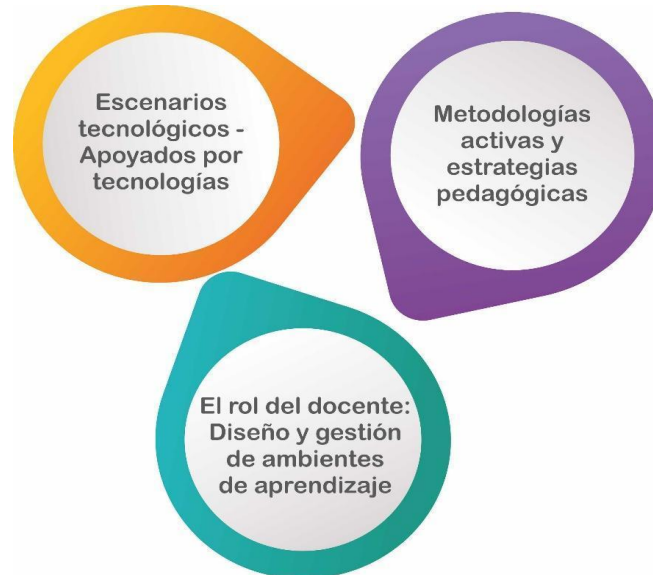 Escenarios
tecnológicos -
Apoyados por
tecnologías
Metodologías
activas y
estrategias
pedagógicas
El rol del docente:
Diseño y gestión
de ambientes
de aprendizaje